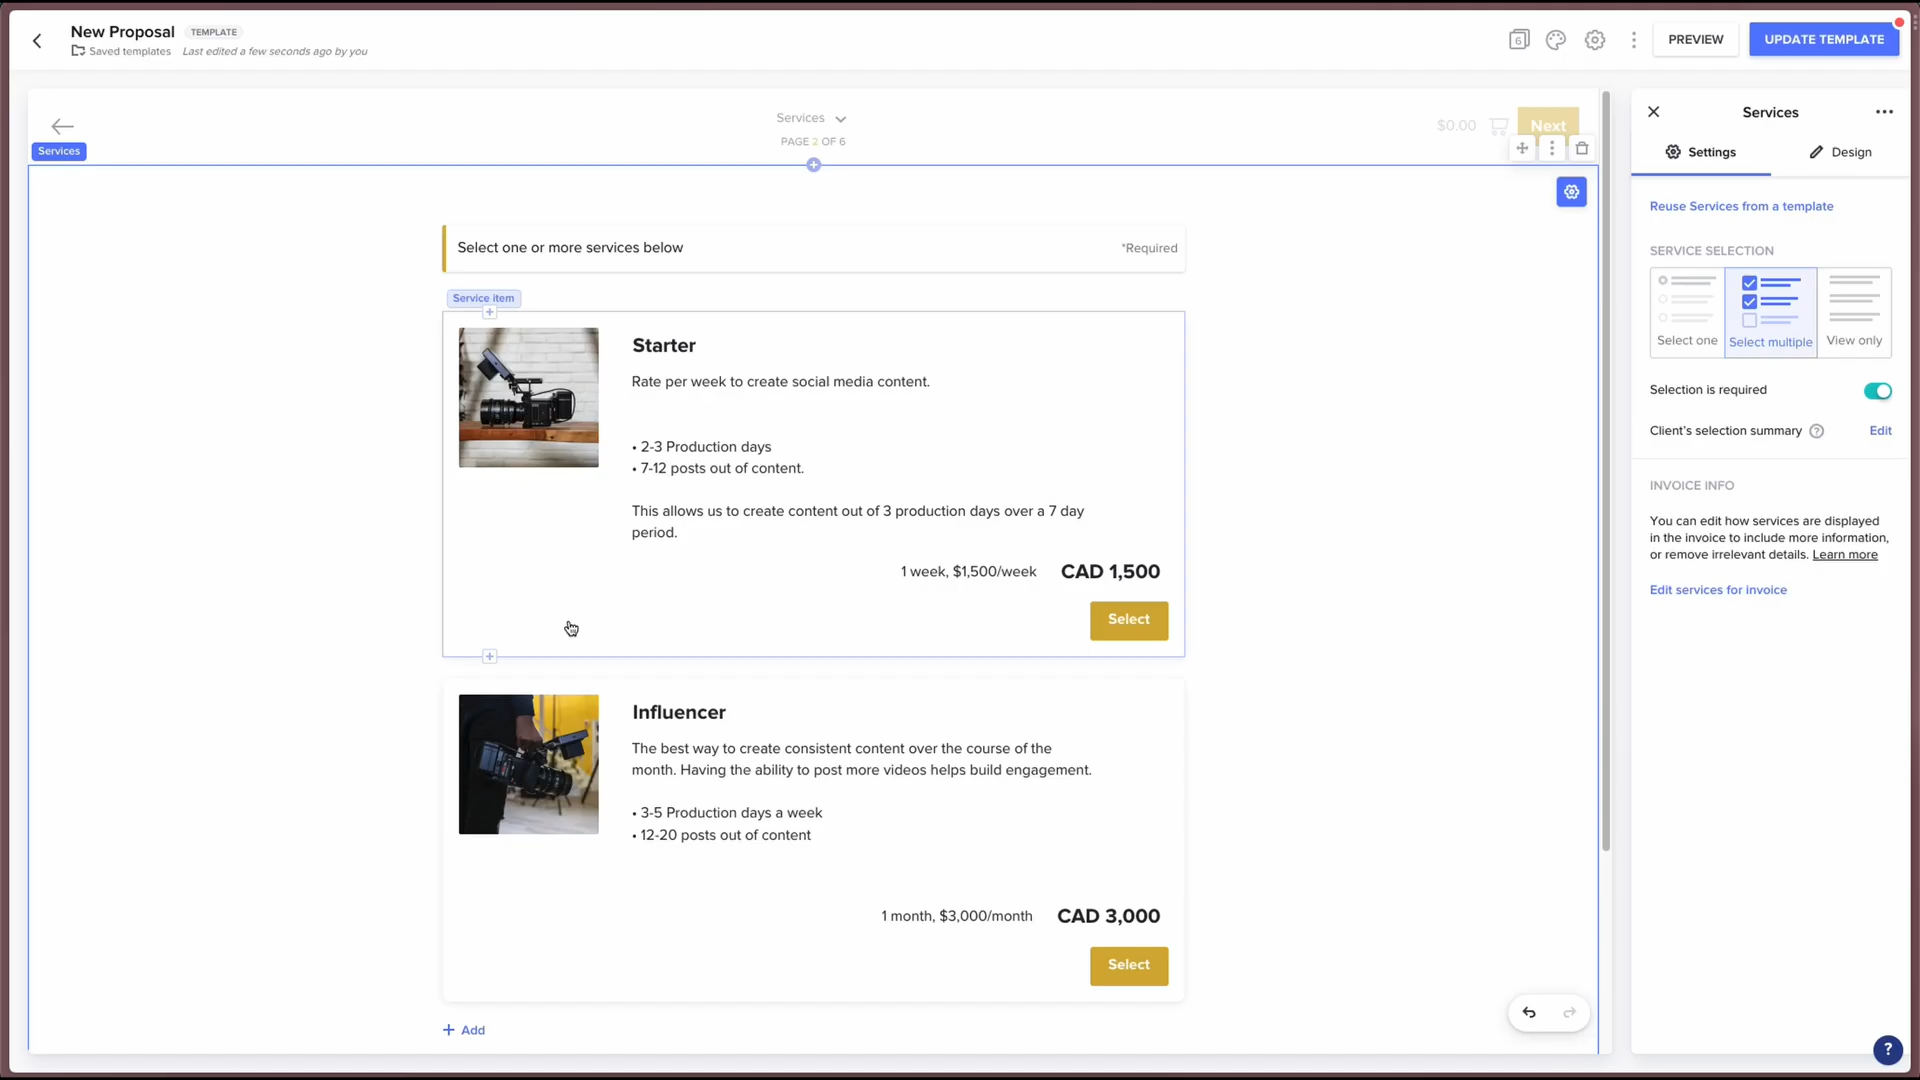 New Proposal TEMPLATE
Saved templates Last edited a few seconds ago by you
6
PREVIEW
UPDATE TEMPLATE
Services
PAGE 2 OF 6
$0.00
Next
Services
Select one or more services below
*Required
Service item
Starter
Rate per week to create social media content.
• 2-3 Production days
• 7-12 posts out of content.
This allows us to create content out of 3 production days over a 7 day
period.
1 week, $1,500/week CAD 1,500
Select
Influencer
The best way to create consistent content over the course of the
month. Having the ability to post more videos helps build engagement.
• 3-5 Production days a week
• 12-20 posts out of content
1 month, $3,000/month CAD 3,000
Select
+ Add
Services
Settings
Design
Reuse Services from a template
SERVICE SELECTION
Select one
Select multiple
View only
Selection is required
Client's selection summary ? Edit
INVOICE INFO
You can edit how services are displayed
in the invoice to include more information,
or remove irrelevant details. Learn more
Edit services for invoice
?